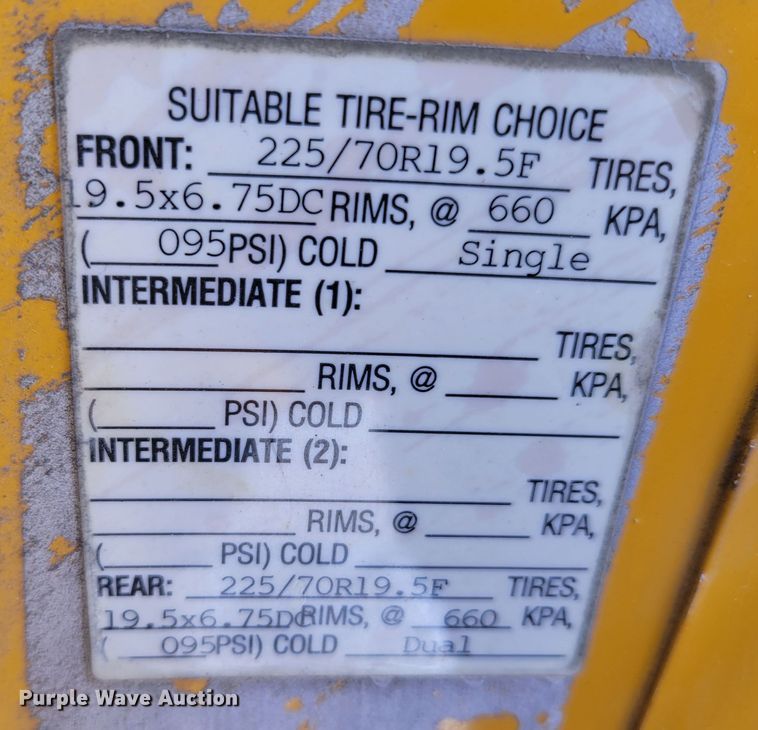 SUITABLE TIRE-RIM CHOICE
FRONT: 225/70R19.5F TIRES,
19.5x6.75DC RIMS, @ 660 KPA,
( 095PSI) COLD Single
INTERMEDIATE (1):
TIRES,
RIMS, @ KPA,
( PSI) COLD
INTERMEDIATE (2):
TIRES,
RIMS, @ KPA,
( PSI) COLD
REAR: 225/70R19.5F TIRES,
19.5x6.75DC RIMS, @ 660 KPA,
( 095PSI) COLD Dual
Purple Wave Auction